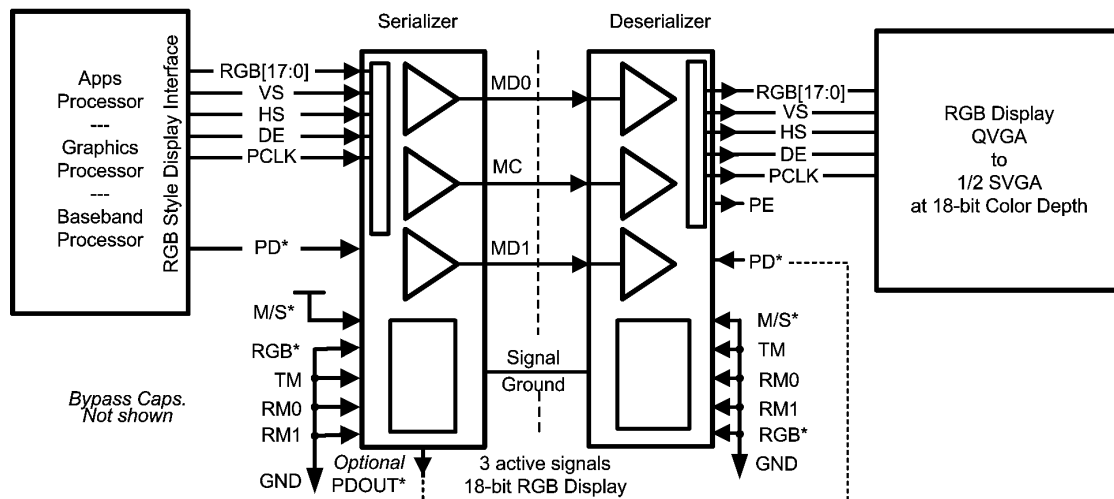 Serializer
Deserializer
Apps
Processor
---
Graphics
Processor
---
Baseband
Processor
RGB Style Display Interface
RGB[17:0]
VS
HS
DE
PCLK
PD*
M/S*
RGB*
TM
RM0
RM1
GND
Bypass Caps.
Not shown
MD0
MC
MD1
Signal
Ground
Optional
PDOUT*
3 active signals
18-bit RGB Display
RGB[17:0]
VS
HS
DE
PCLK
PE
PD*
M/S*
TM
RM0
RM1
RGB*
GND
RGB Display
QVGA
to
1/2 SVGA
at 18-bit Color Depth